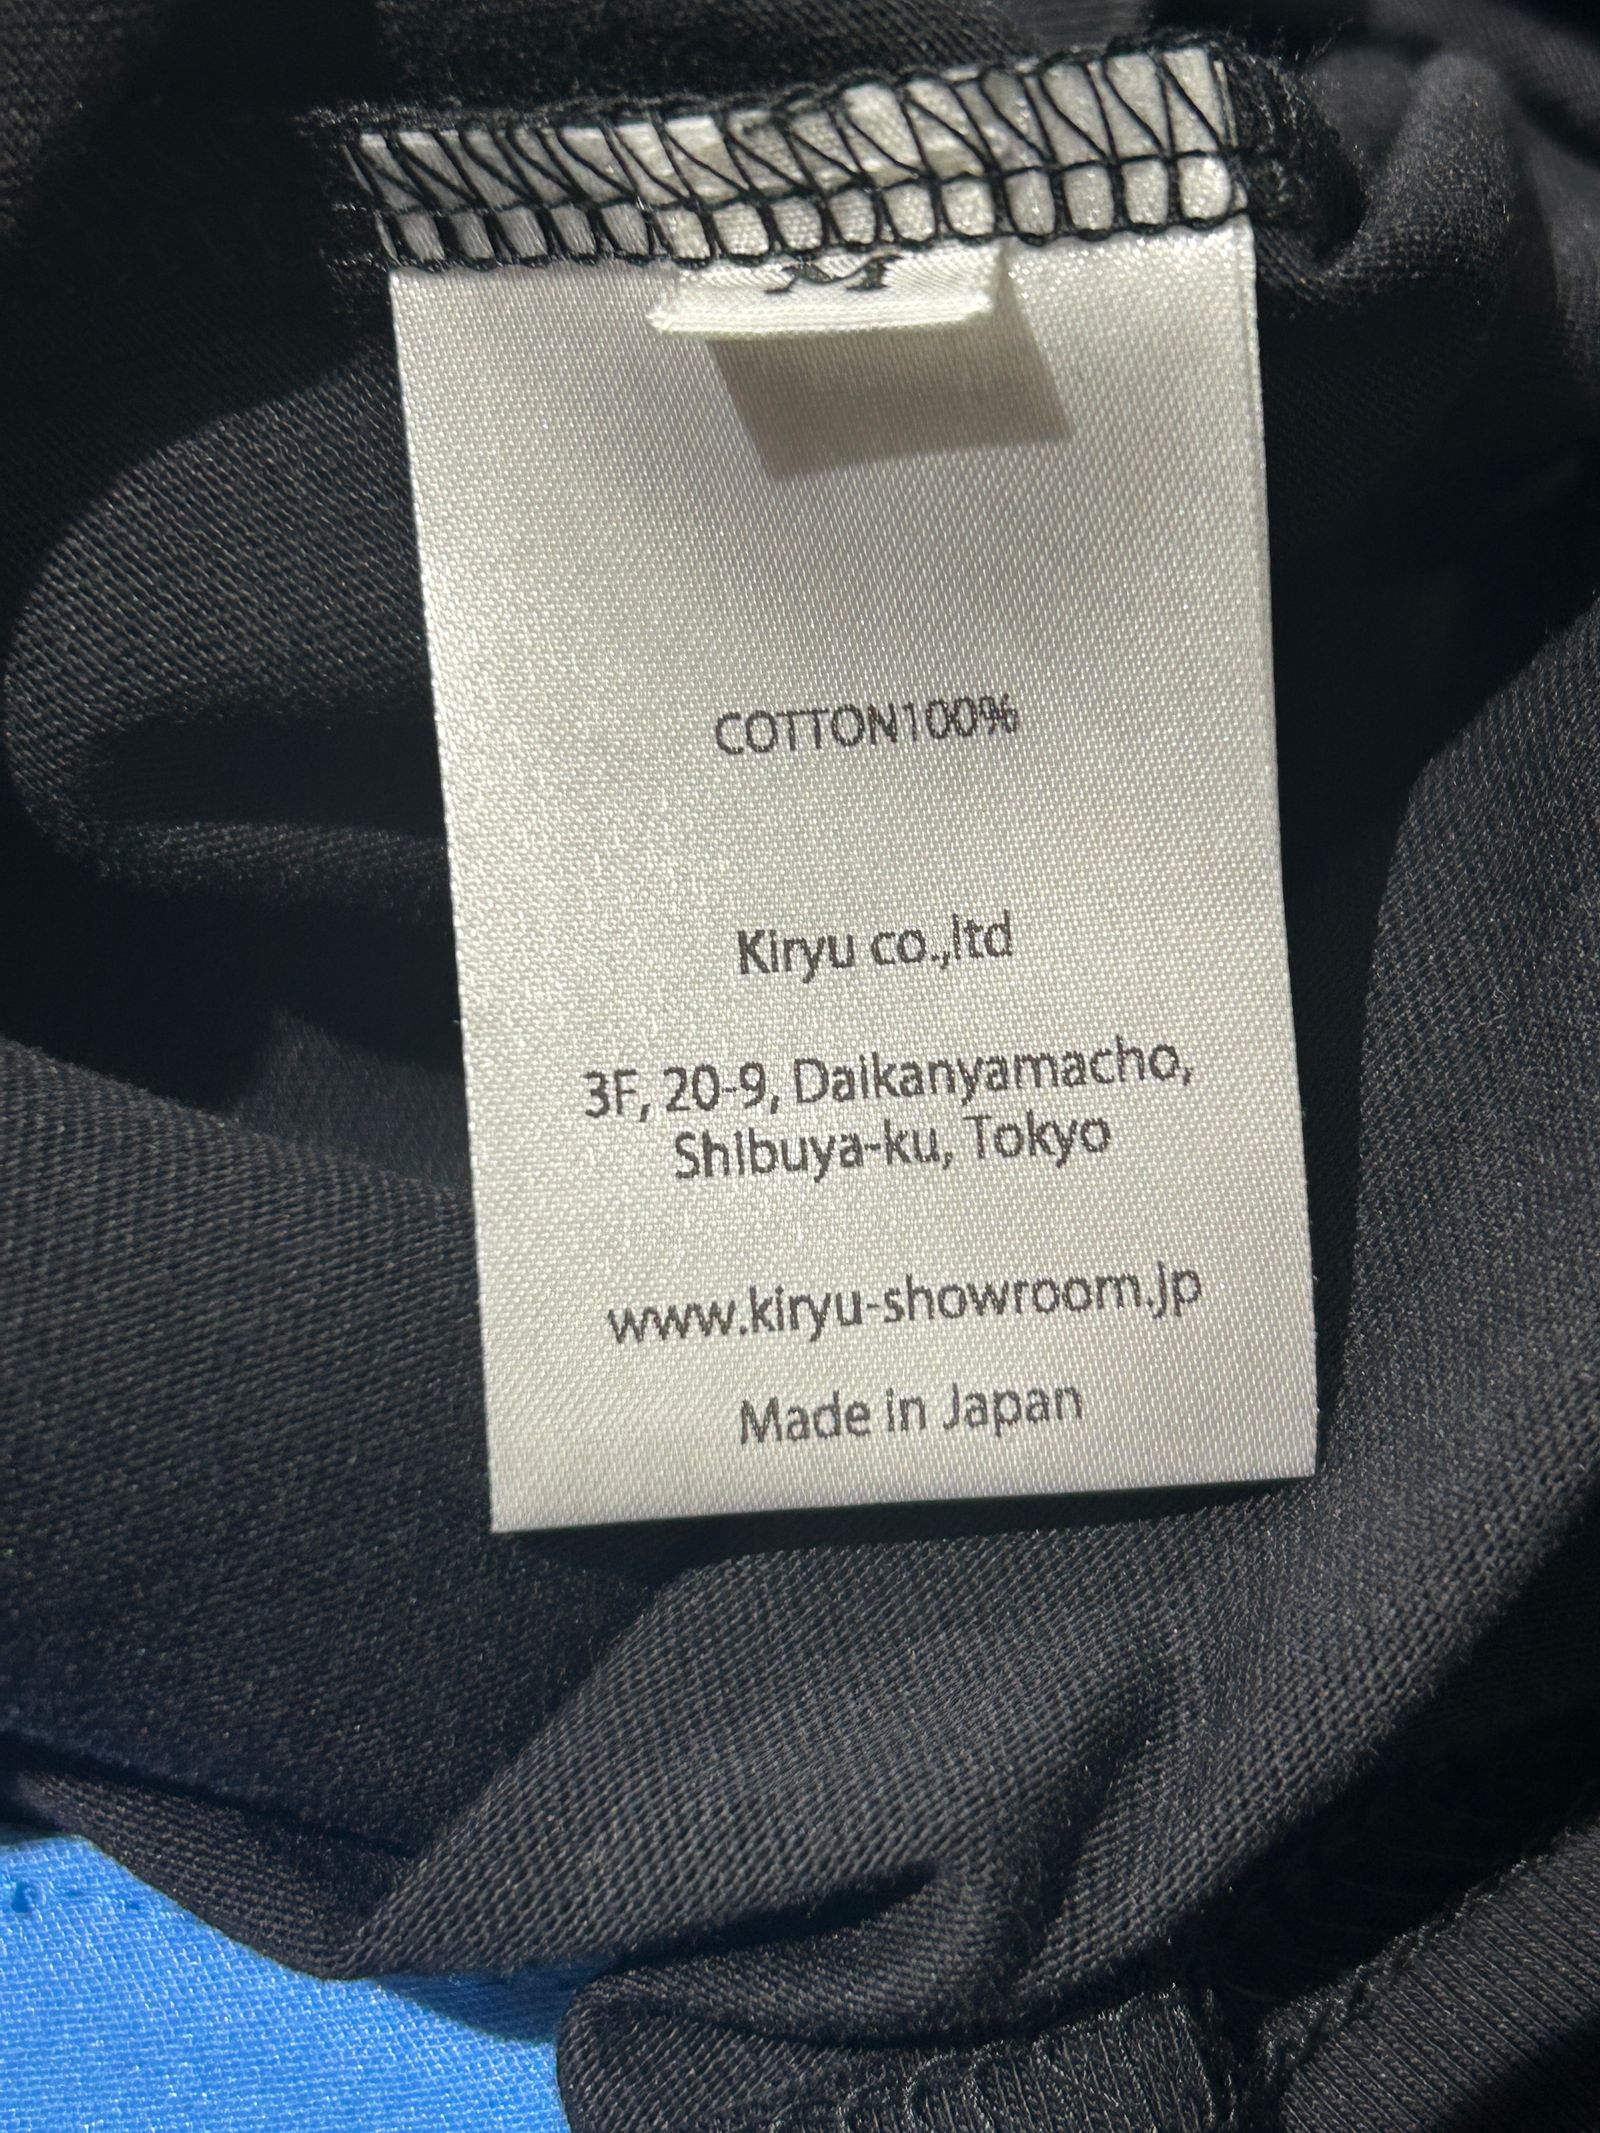 M
COTTON100%
Kiryu co.,ltd
3F, 20-9, Daikanyamacho,
Shibuya-ku, Tokyo
www.kiryu-showroom.jp
Made in Japan